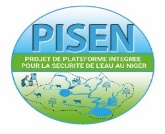 PISEN
PROJET DE PLATEFORME INTEGREE
POUR LA SECURITE DE L'EAU AU NIGER